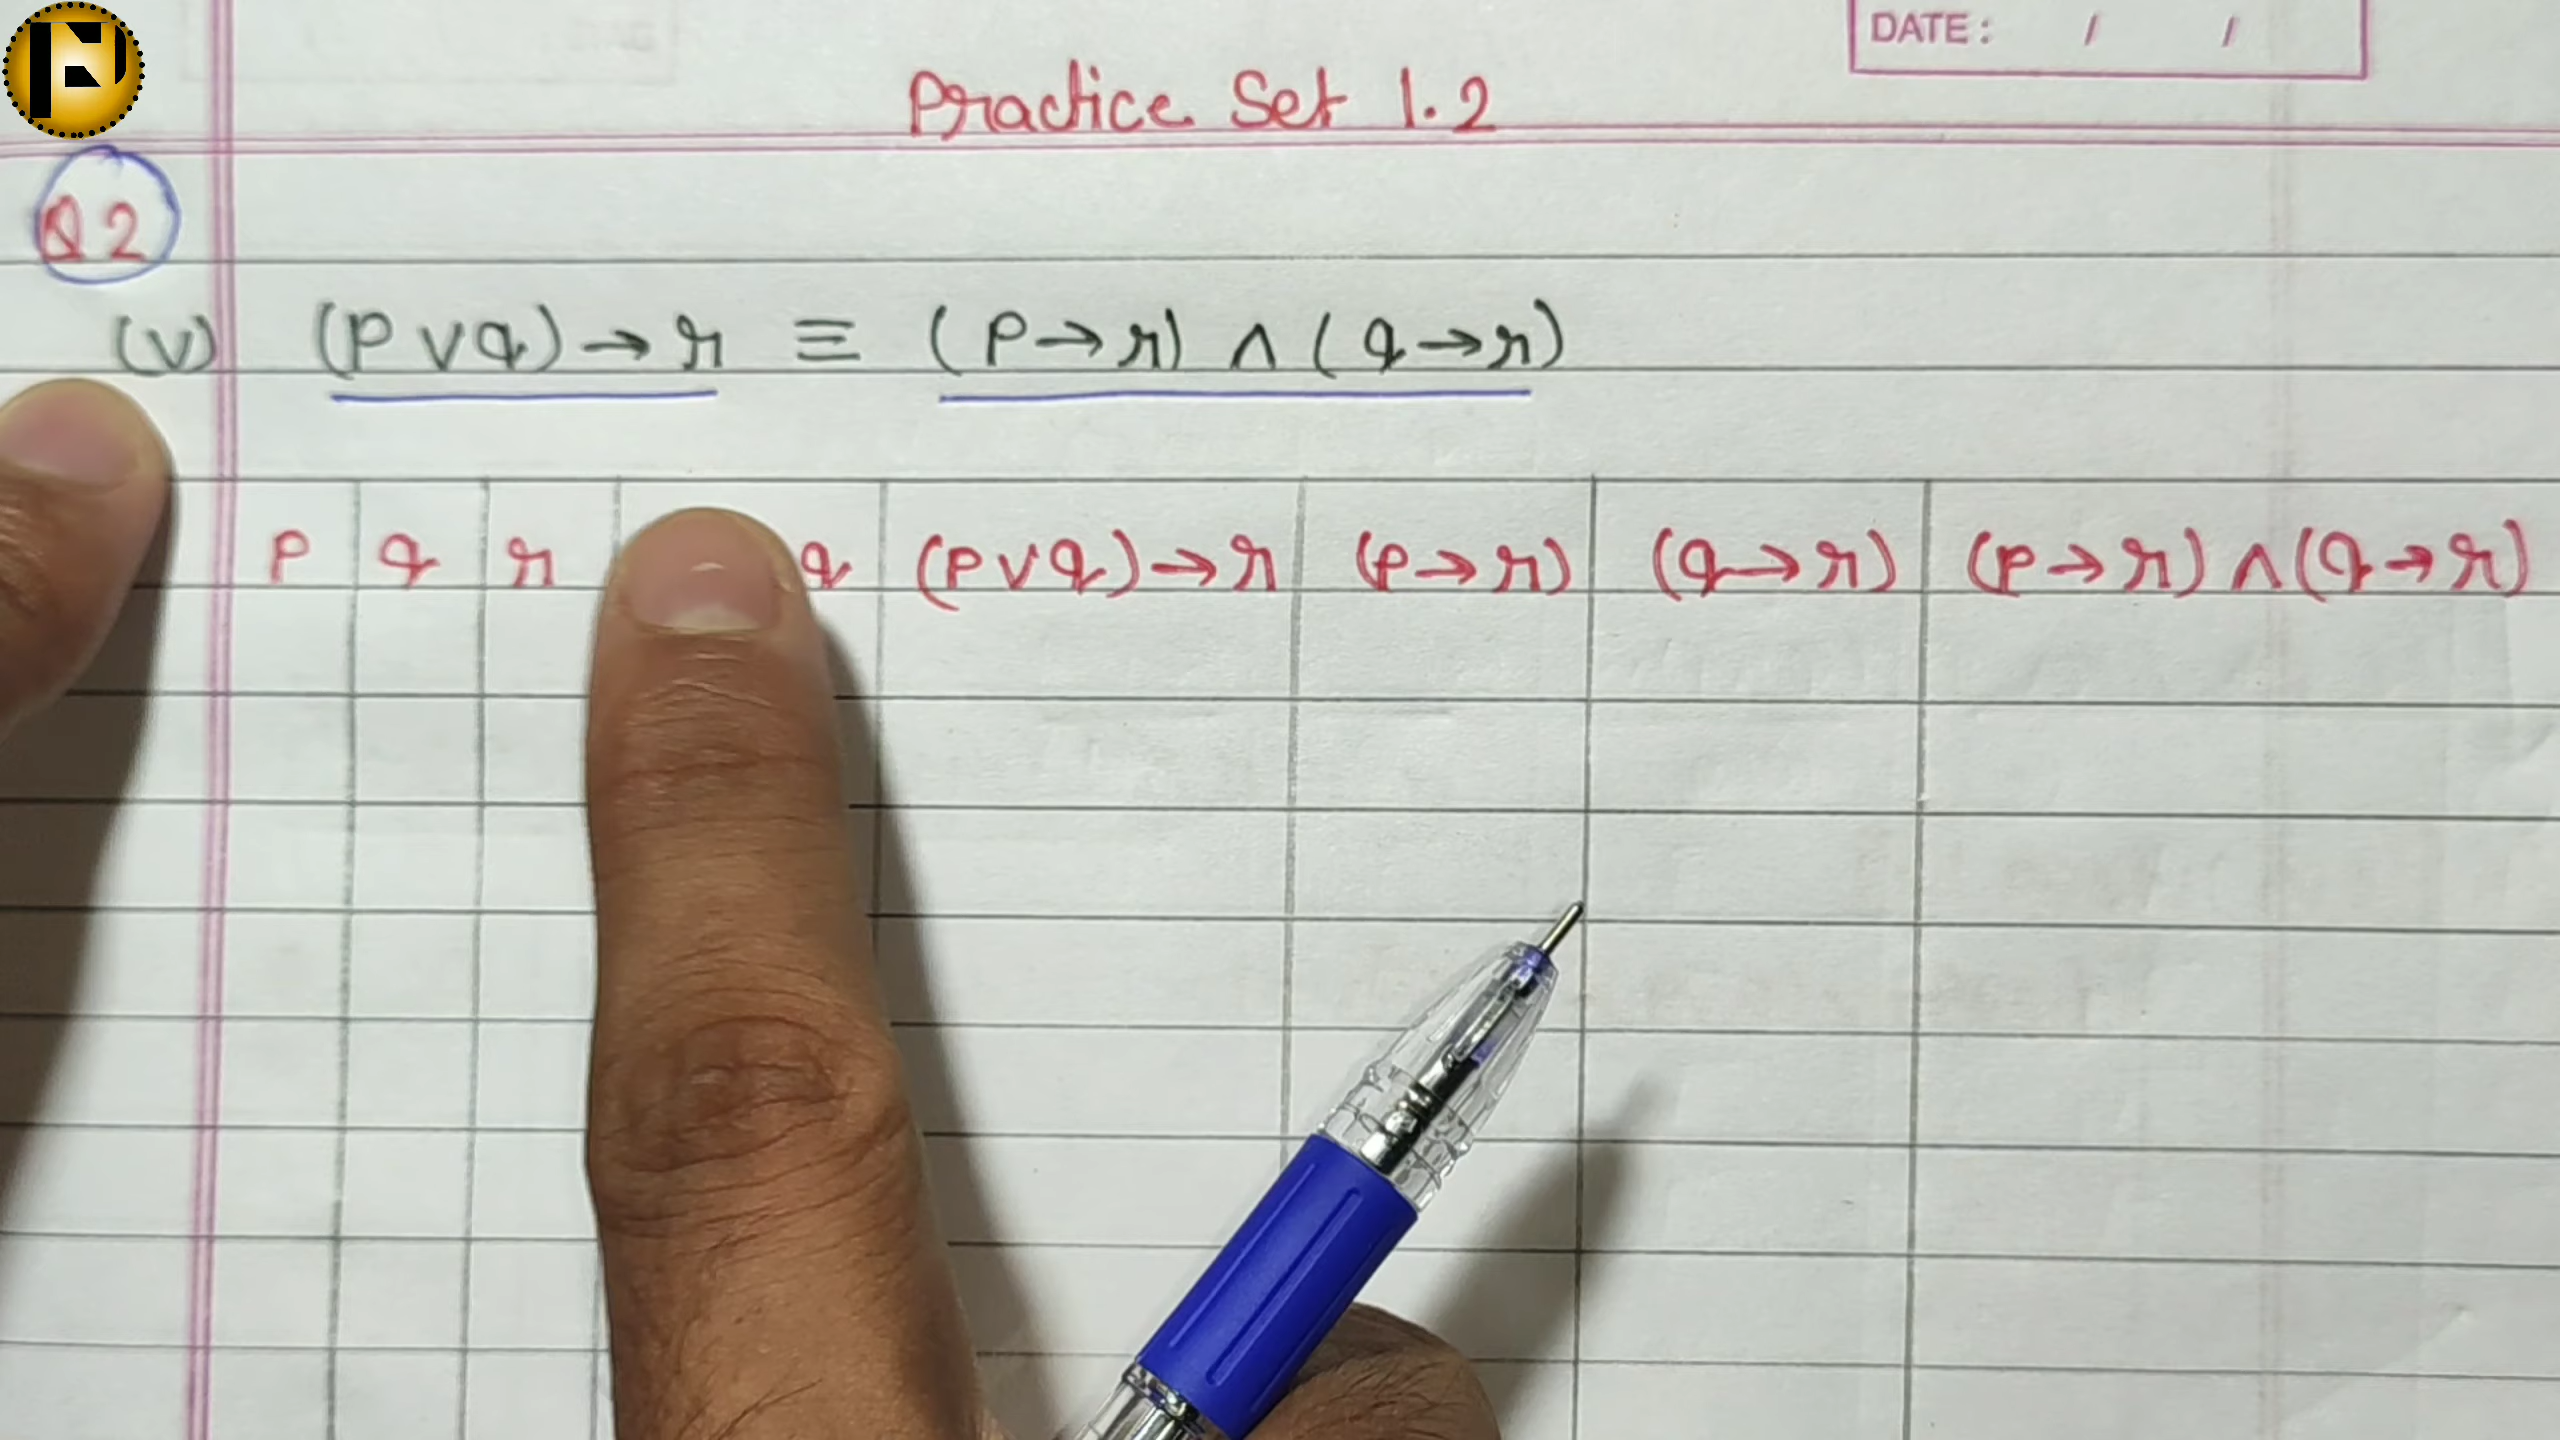 DATE: / /
Practice Set 1.2
Q2
(v) (p ∨ q) → r ≡ (p → r) ∧ (q → r)
p q r q (p ∨ q) → r (p → r) (q → r) (p → r) ∧ (q → r)